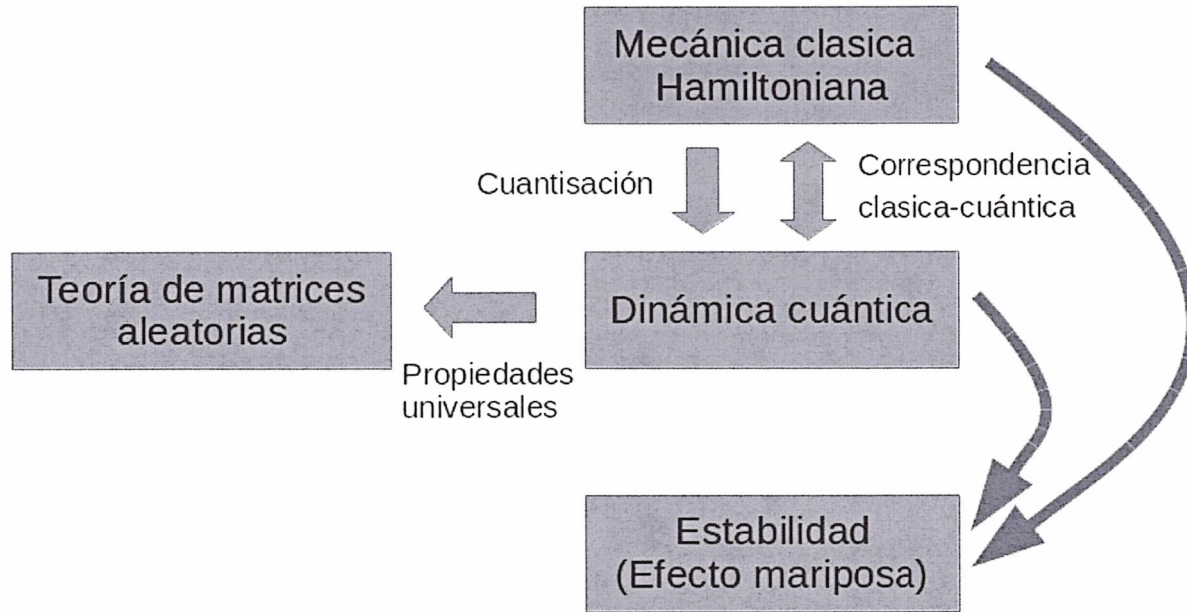 Mecánica clasica
Hamiltoniana
Cuantisación
Correspondencia
clasica-cuántica
Teoría de matrices
aleatorias
Dinámica cuántica
Propiedades
universales
Estabilidad
(Efecto mariposa)